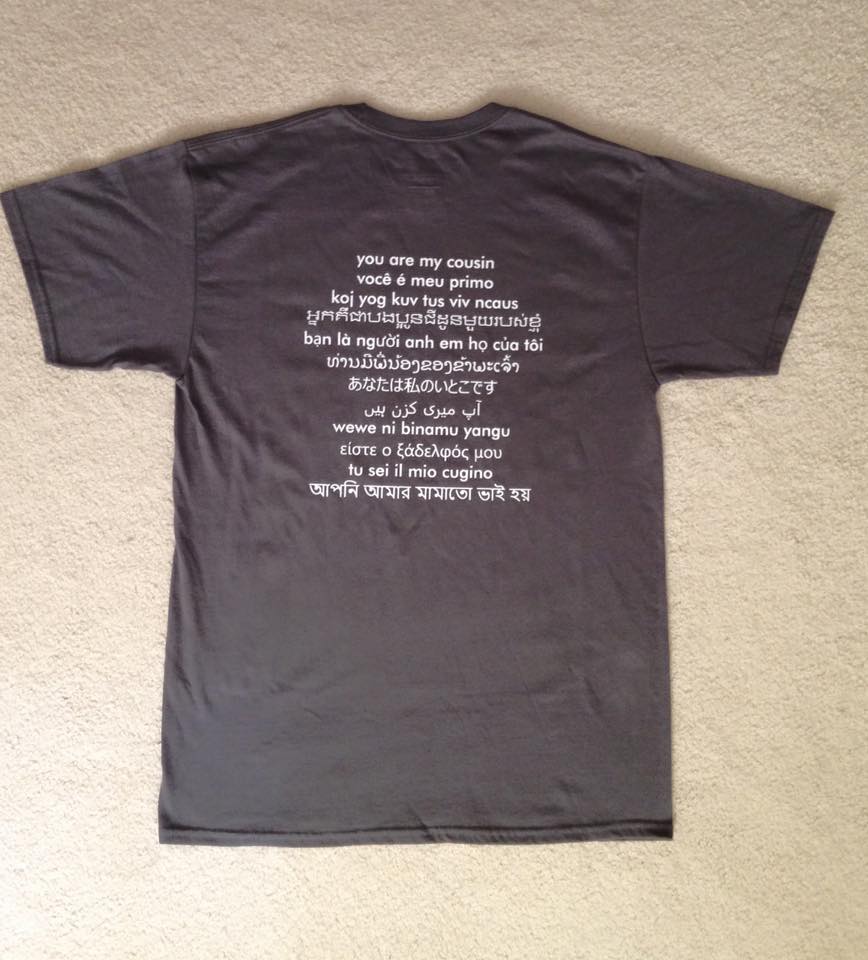 you are my cousin
você é meu primo
koj yog kuv tus viv ncaus
អ្នកគឺជាបងប្អូនជីដូនមួយរបស់ខ្ញុំ
bạn là người anh em họ của tôi
ທ່ານມີພີ່ນ້ອງຂອງຂ້າພະເຈົ້າ
あなたは私のいとこです
آپ میری کزن ہیں
wewe ni binamu yangu
είστε ο ξάδελφός μου
tu sei il mio cugino
আপনি আমার মামাতো ভাই হয়